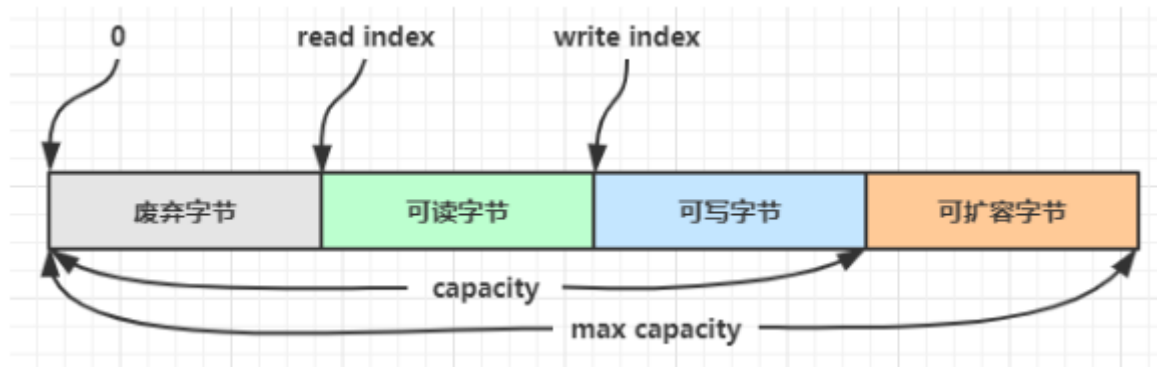 0
read index
write index
废弃字节
可读字节
可写字节
可扩容字节
capacity
max capacity